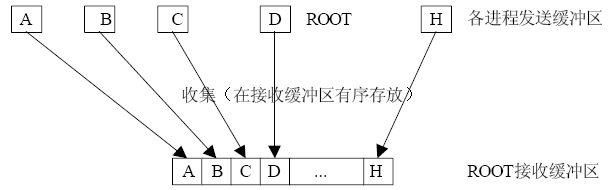 A B C D ROOT H 各进程发送缓冲区
收集（在接收缓冲区有序存放）
A B C D ... H ROOT接收缓冲区